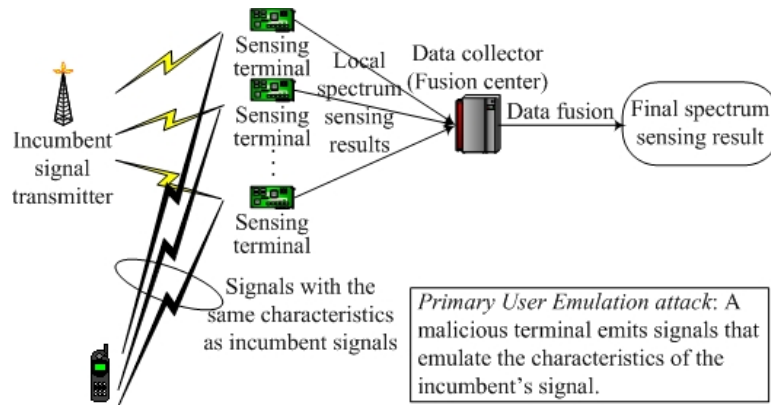 Sensing
terminal
Sensing
terminal
Sensing
terminal
Incumbent
signal
transmitter
Local
spectrum
sensing
results
Data collector
(Fusion center)
Data fusion
Final spectrum
sensing result
Signals with the
same characteristics
as incumbent signals
Primary User Emulation attack: A
malicious terminal emits signals that
emulate the characteristics of the
incumbent's signal.